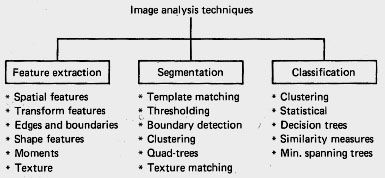 Image analysis techniques
Feature extraction
* Spatial features
* Transform features
* Edges and boundaries
* Shape features
* Moments
* Texture
Segmentation
* Template matching
* Thresholding
* Boundary detection
* Clustering
* Quad-trees
* Texture matching
Classification
* Clustering
* Statistical
* Decision trees
* Similarity measures
* Min. spanning trees